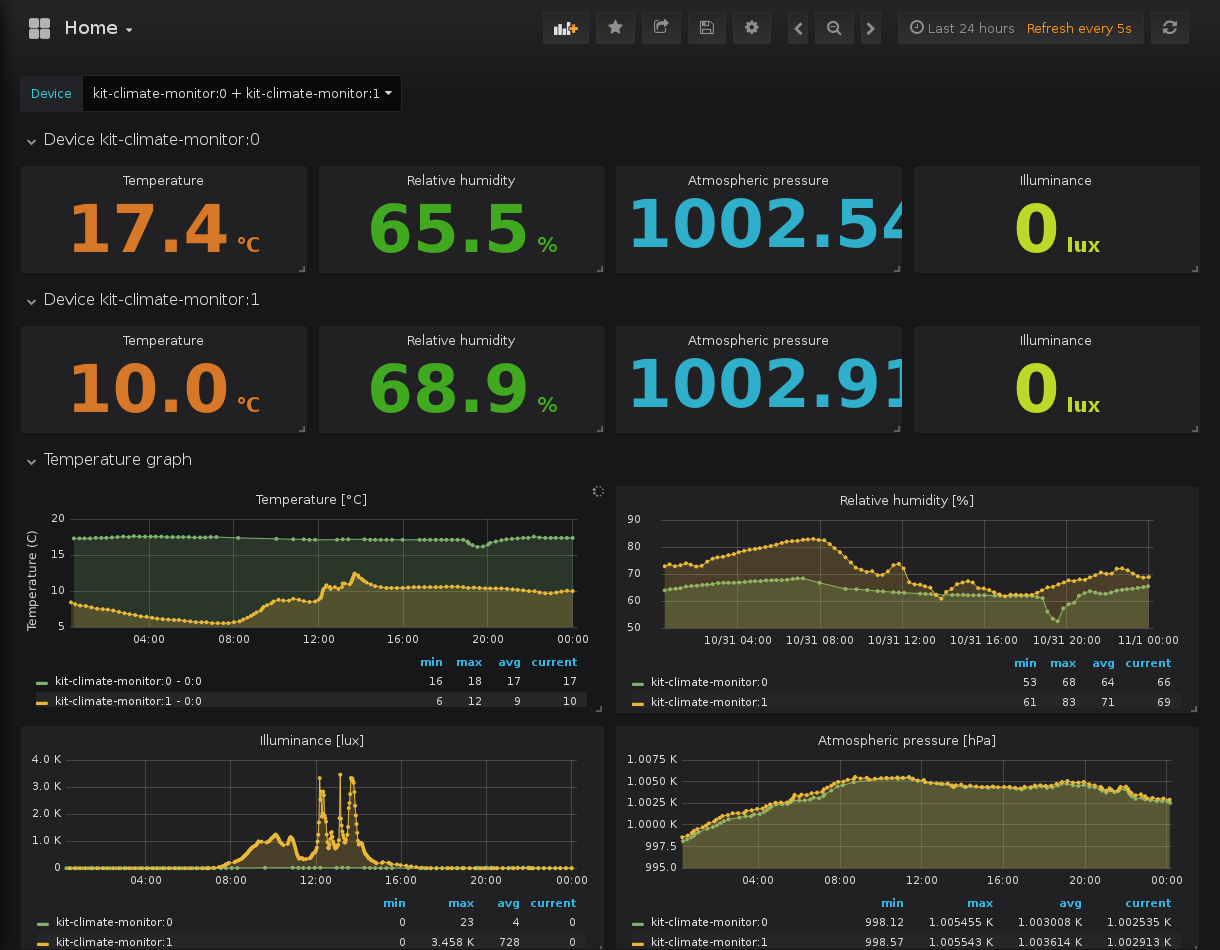 Home
Last 24 hours Refresh every 5s
Device kit-climate-monitor:0 + kit-climate-monitor:1
Device kit-climate-monitor:0
Temperature Relative humidity Atmospheric pressure Illuminance
17.4 °C 65.5 % 1002.54 0 lux
Device kit-climate-monitor:1
Temperature Relative humidity Atmospheric pressure Illuminance
10.0 °C 68.9 % 1002.91 0 lux
Temperature graph
Temperature [°C]
Temperature (C)
20
15
10
5
04:00 08:00 12:00 16:00 20:00 00:00
min max avg current
kit-climate-monitor:0 - 0:0 16 18 17 17
kit-climate-monitor:1 - 0:0 6 12 9 10
Relative humidity [%]
90
80
70
60
50
10/31 04:00 10/31 08:00 10/31 12:00 10/31 16:00 10/31 20:00 11/1 00:00
min max avg current
kit-climate-monitor:0 53 68 64 66
kit-climate-monitor:1 61 83 71 69
Illuminance [lux]
4.0 K
3.0 K
2.0 K
1.0 K
0
04:00 08:00 12:00 16:00 20:00 00:00
min max avg current
kit-climate-monitor:0 0 23 4 0
kit-climate-monitor:1 0 3.458 K 728 0
Atmospheric pressure [hPa]
1.0075 K
1.0050 K
1.0025 K
1.0000 K
997.5
995.0
04:00 08:00 12:00 16:00 20:00 00:00
min max avg current
kit-climate-monitor:0 998.12 1.005455 K 1.003008 K 1.002535 K
kit-climate-monitor:1 998.57 1.005543 K 1.003614 K 1.002913 K